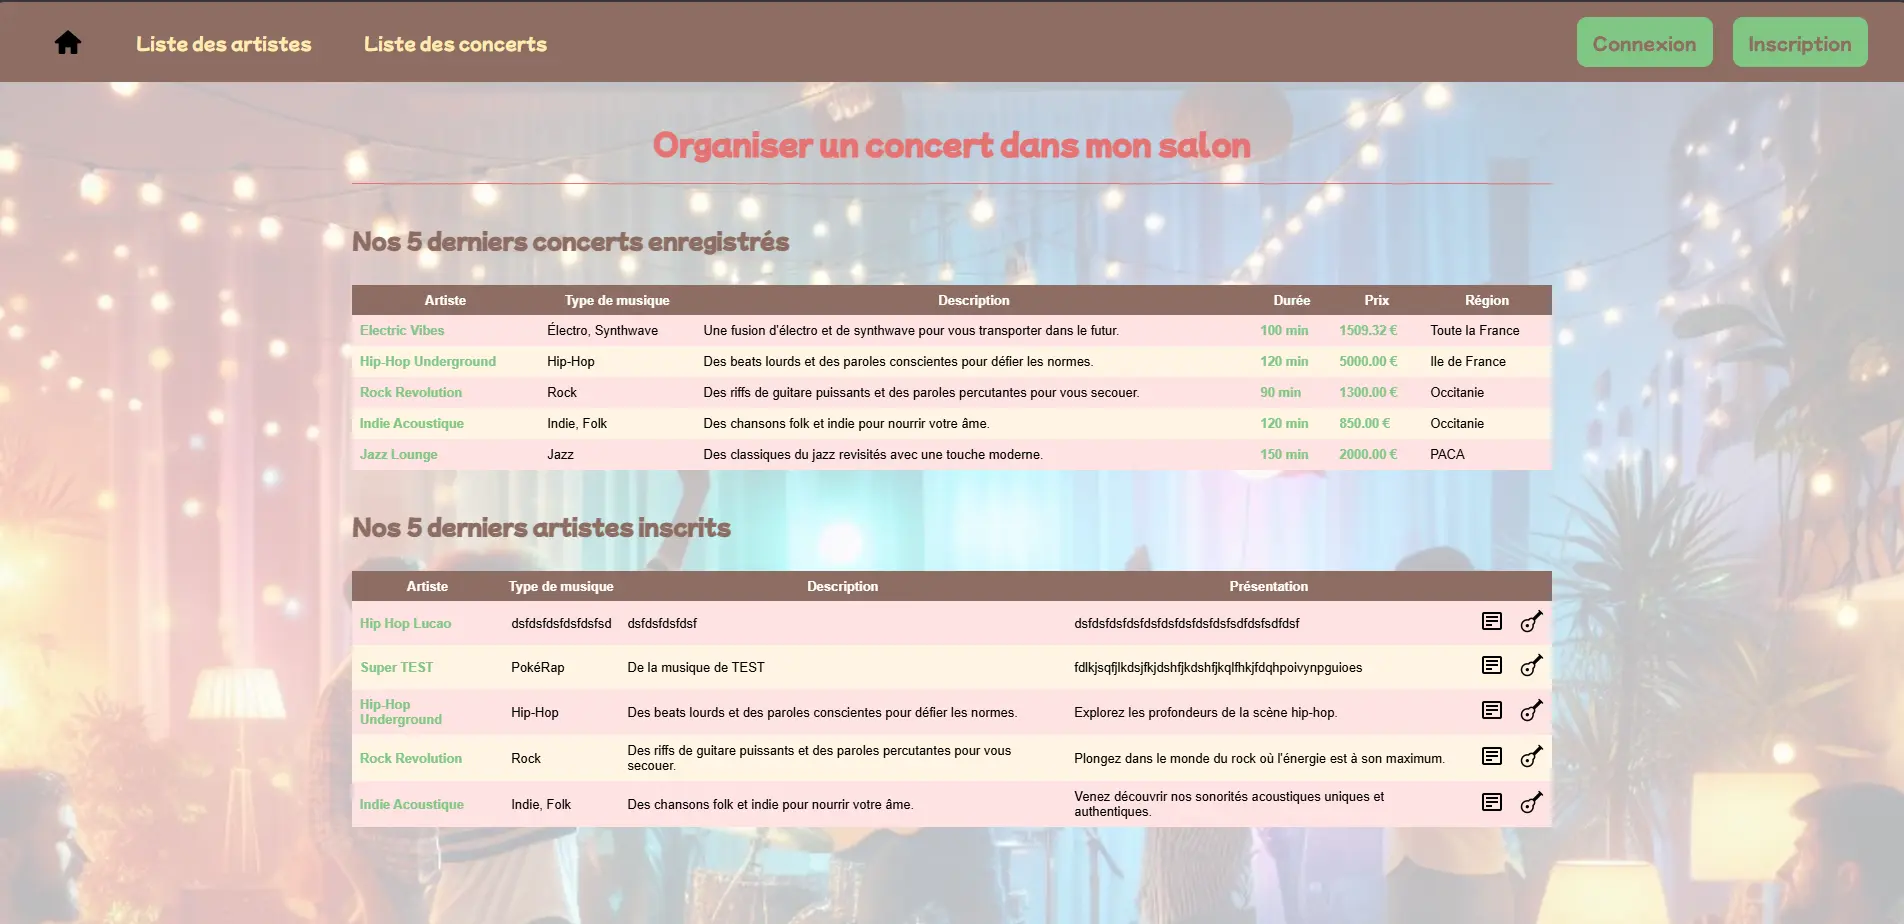 Liste des artistes
Liste des concerts
Connexion
Inscription
Organiser un concert dans mon salon
Nos 5 derniers concerts enregistrés
Artiste Type de musique Description Durée Prix Région
Electric Vibes Électro, Synthwave Une fusion d'électro et de synthwave pour vous transporter dans le futur. 100 min 1509.32 € Toute la France
Hip-Hop Underground Hip-Hop Des beats lourds et des paroles conscientes pour défier les normes. 120 min 5000.00 € Ile de France
Rock Revolution Rock Des riffs de guitare puissants et des paroles percutantes pour vous secouer. 90 min 1300.00 € Occitanie
Indie Acoustique Indie, Folk Des chansons folk et indie pour nourrir votre âme. 120 min 850.00 € Occitanie
Jazz Lounge Jazz Des classiques du jazz revisités avec une touche moderne. 150 min 2000.00 € PACA
Nos 5 derniers artistes inscrits
Artiste Type de musique Description Présentation
Hip Hop Lucao dsfdsfdsfdsfdsfsd dsfdsfdsfdsf dsfdsfdsfdsfdsfdsfdsfdsfdsfsdfdsfsdfdsf
Super TEST PokéRap De la musique de TEST fdlkjsqfjlkdsjfkjdshfjkdshfjkqlfhkjfdqhpoivynpguioes
Hip-Hop
Underground Hip-Hop Des beats lourds et des paroles conscientes pour défier les normes. Explorez les profondeurs de la scène hip-hop.
Rock Revolution Rock Des riffs de guitare puissants et des paroles percutantes pour vous
secouer. Plongez dans le monde du rock où l'énergie est à son maximum.
Indie Acoustique Indie, Folk Des chansons folk et indie pour nourrir votre âme. Venez découvrir nos sonorités acoustiques uniques et
authentiques.